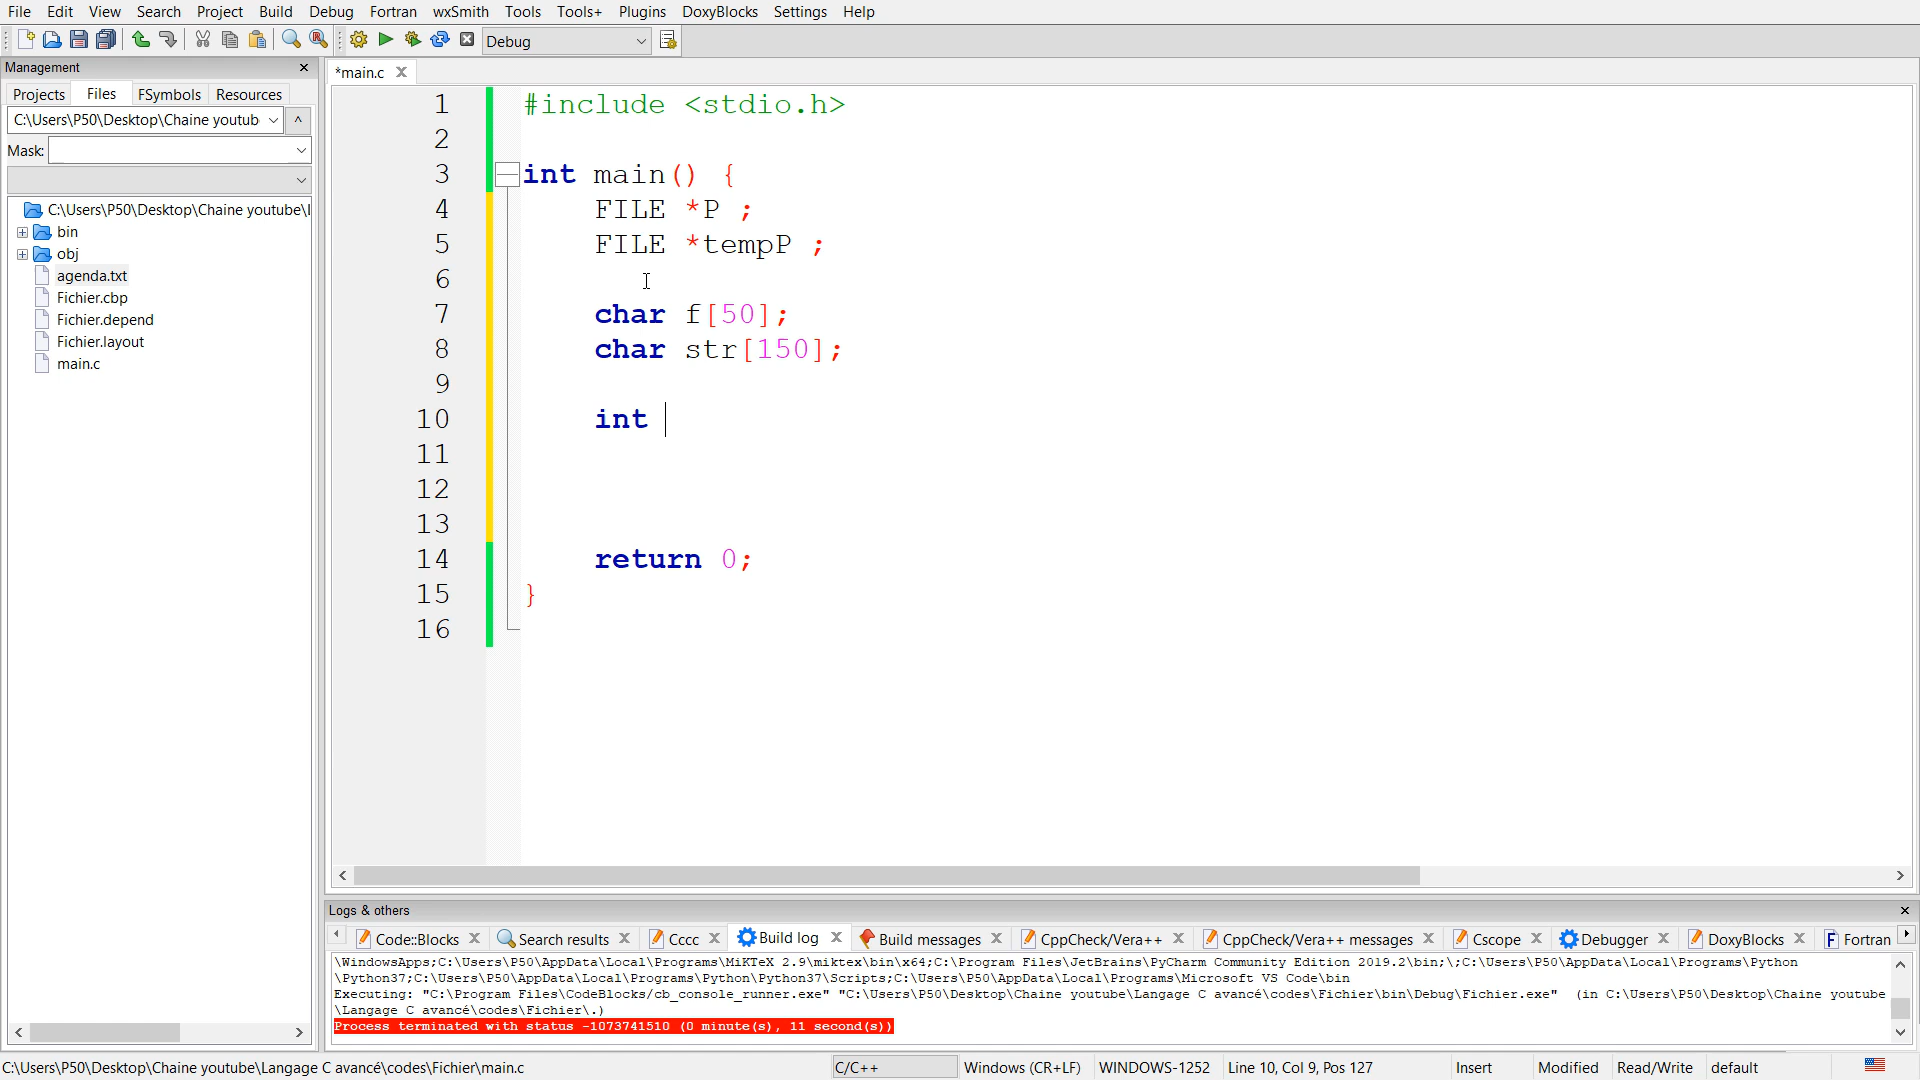 File Edit View Search Project Build Debug Fortran wxSmith Tools Tools+ Plugins DoxyBlocks Settings Help
Debug
Management
*main.c
Projects Files FSymbols Resources
C:\Users\P50\Desktop\Chaine youtub
Mask:
C:\Users\P50\Desktop\Chaine youtube\l
bin
obj
agenda.txt
Fichier.cbp
Fichier.depend
Fichier.layout
main.c
1 #include <stdio.h>
2
3 int main() {
4 FILE *P ;
5 FILE *tempP ;
6
7 char f[50];
8 char str[150];
9
10 int
11
12
13
14 return 0;
15 }
16
Logs & others
Code::Blocks Search results Cccc Build log Build messages CppCheck/Vera++ CppCheck/Vera++ messages Cscope Debugger DoxyBlocks Fortran
\WindowsApps;C:\Users\P50\AppData\Local\Programs\MiKTeX 2.9\miktex\bin\x64;C:\Program Files\JetBrains\PyCharm Community Edition 2019.2\bin;\;C:\Users\P50\AppData\Local\Programs\Python
\Python37;C:\Users\P50\AppData\Local\Programs\Python\Python37\Scripts;C:\Users\P50\AppData\Local\Programs\Microsoft VS Code\bin
Executing: "C:\Program Files\CodeBlocks/cb_console_runner.exe" "C:\Users\P50\Desktop\Chaine youtube\Langage C avancé\codes\Fichier\bin\Debug\Fichier.exe" (in C:\Users\P50\Desktop\Chaine youtube
\Langage C avancé\codes\Fichier\.)
Process terminated with status -1073741510 (0 minute(s), 11 second(s))
C:\Users\P50\Desktop\Chaine youtube\Langage C avancé\codes\Fichier\main.c C/C++ Windows (CR+LF) WINDOWS-1252 Line 10, Col 9, Pos 127 Insert Modified Read/Write default